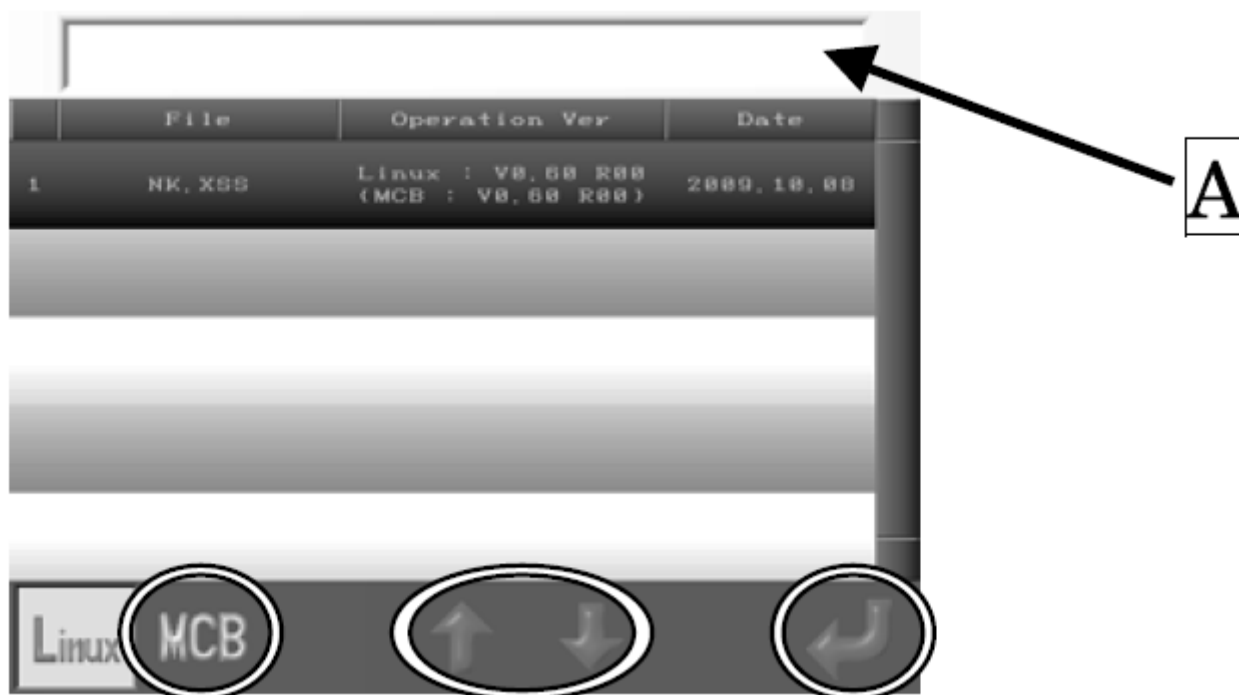 A
File Operation Ver Date
1 NK.XSS Linux : V0.60 R00 2009.10.08
(MCB : V0.60 R00)
Linux MCB